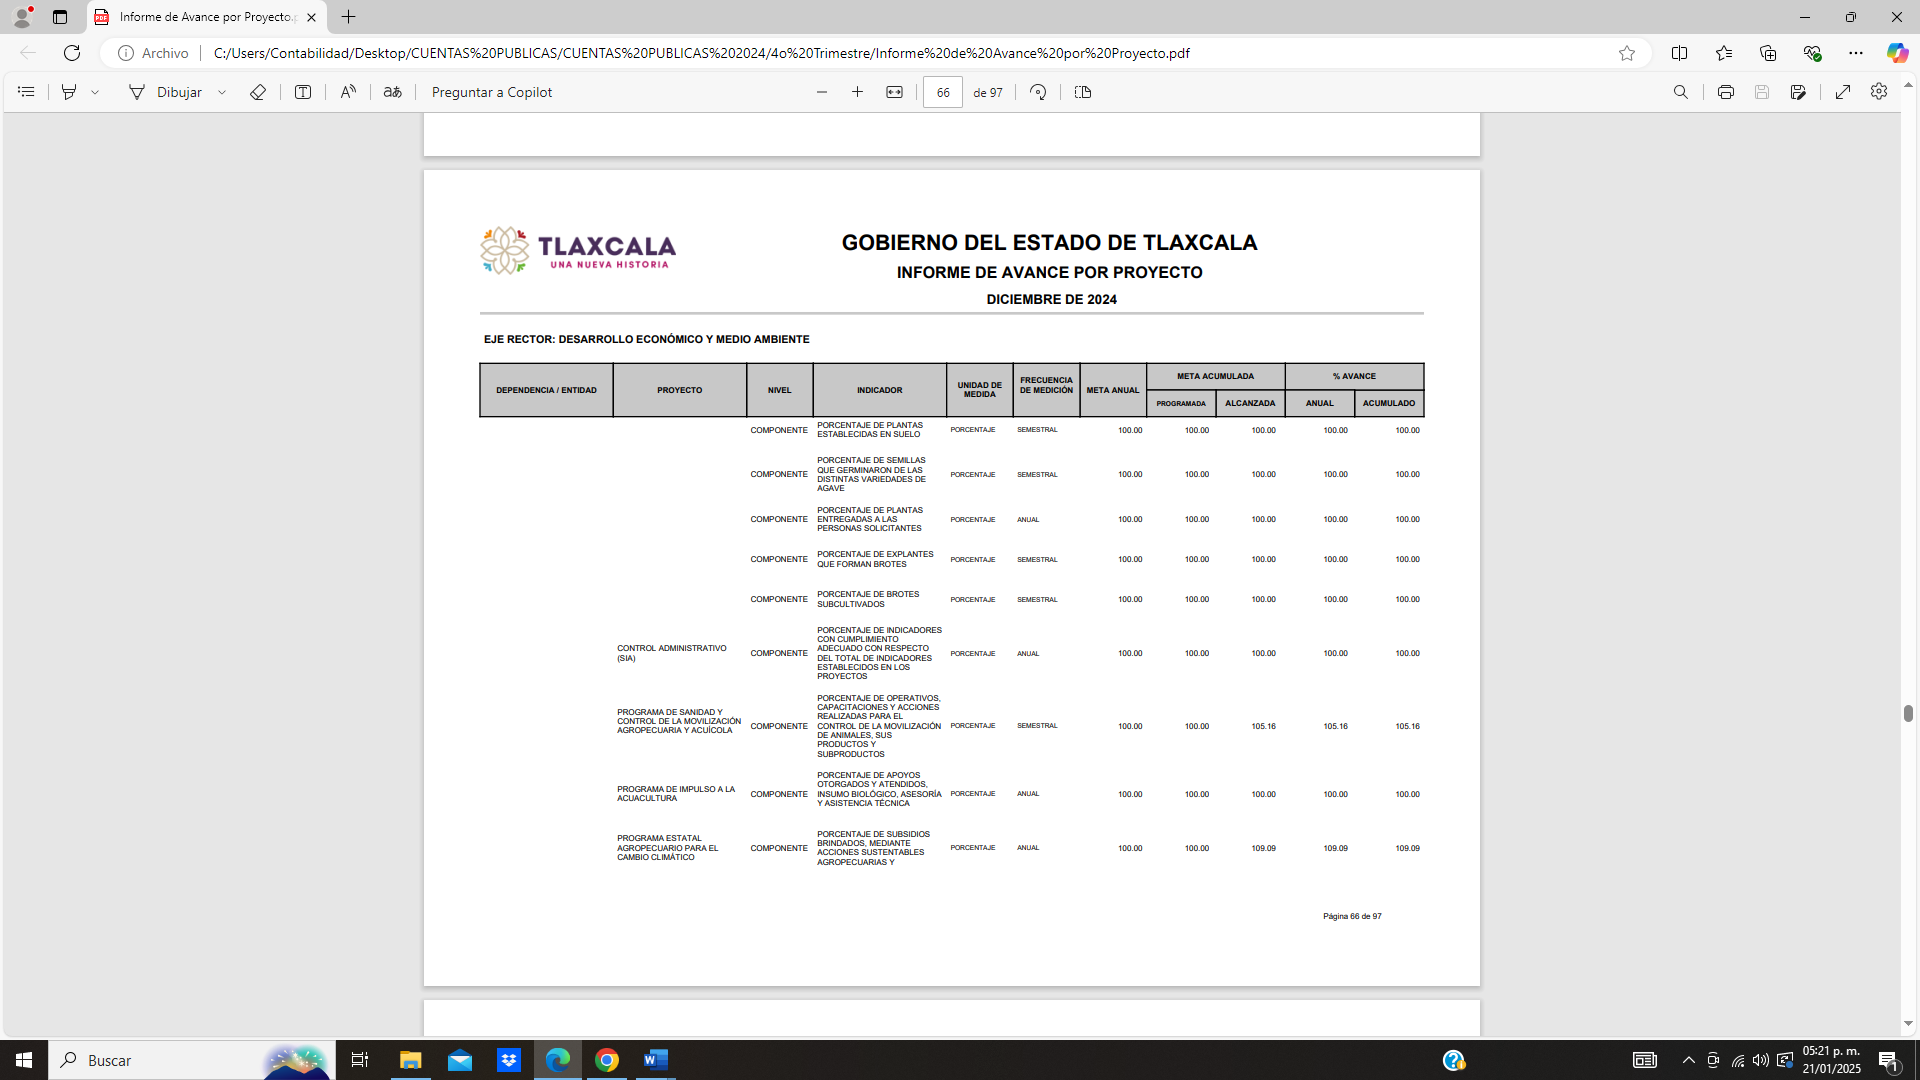 Informe de Avance por Proyecto.p
Archivo
C:/Users/Contabilidad/Desktop/CUENTAS%20PUBLICAS/CUENTAS%20PUBLICAS%202024/4o%20Trimestre/Informe%20de%20Avance%20por%20Proyecto.pdf
Dibujar
Preguntar a Copilot
66 de 97
TLAXCALA
UNA NUEVA HISTORIA
GOBIERNO DEL ESTADO DE TLAXCALA
INFORME DE AVANCE POR PROYECTO
DICIEMBRE DE 2024
EJE RECTOR: DESARROLLO ECONÓMICO Y MEDIO AMBIENTE
DEPENDENCIA / ENTIDAD
PROYECTO
NIVEL
INDICADOR
UNIDAD DE
MEDIDA
FRECUENCIA
DE MEDICIÓN
META ANUAL
META ACUMULADA
PROGRAMADA
ALCANZADA
% AVANCE
ANUAL
ACUMULADO
COMPONENTE
PORCENTAJE DE PLANTAS
ESTABLECIDAS EN SUELO
PORCENTAJE
SEMESTRAL
100.00 100.00 100.00 100.00 100.00
COMPONENTE
PORCENTAJE DE SEMILLAS
QUE GERMINARON DE LAS
DISTINTAS VARIEDADES DE
AGAVE
PORCENTAJE
SEMESTRAL
100.00 100.00 100.00 100.00 100.00
COMPONENTE
PORCENTAJE DE PLANTAS
ENTREGADAS A LAS
PERSONAS SOLICITANTES
PORCENTAJE
ANUAL
100.00 100.00 100.00 100.00 100.00
COMPONENTE
PORCENTAJE DE EXPLANTES
QUE FORMAN BROTES
PORCENTAJE
SEMESTRAL
100.00 100.00 100.00 100.00 100.00
COMPONENTE
PORCENTAJE DE BROTES
SUBCULTIVADOS
PORCENTAJE
SEMESTRAL
100.00 100.00 100.00 100.00 100.00
CONTROL ADMINISTRATIVO
(SIA)
COMPONENTE
PORCENTAJE DE INDICADORES
CON CUMPLIMIENTO
ADECUADO CON RESPECTO
DEL TOTAL DE INDICADORES
ESTABLECIDOS EN LOS
PROYECTOS
PORCENTAJE
ANUAL
100.00 100.00 100.00 100.00 100.00
PROGRAMA DE SANIDAD Y
CONTROL DE LA MOVILIZACIÓN
AGROPECUARIA Y ACUÍCOLA
COMPONENTE
PORCENTAJE DE OPERATIVOS,
CAPACITACIONES Y ACCIONES
REALIZADAS PARA EL
CONTROL DE LA MOVILIZACIÓN
DE ANIMALES, SUS
PRODUCTOS Y
SUBPRODUCTOS
PORCENTAJE
SEMESTRAL
100.00 100.00 105.16 105.16 105.16
PROGRAMA DE IMPULSO A LA
ACUACULTURA
COMPONENTE
PORCENTAJE DE APOYOS
OTORGADOS Y ATENDIDOS,
INSUMO BIOLÓGICO, ASESORÍA
Y ASISTENCIA TÉCNICA
PORCENTAJE
ANUAL
100.00 100.00 100.00 100.00 100.00
PROGRAMA ESTATAL
AGROPECUARIO PARA EL
CAMBIO CLIMÁTICO
COMPONENTE
PORCENTAJE DE SUBSIDIOS
BRINDADOS, MEDIANTE
ACCIONES SUSTENTABLES
AGROPECUARIAS Y
PORCENTAJE
ANUAL
100.00 100.00 109.09 109.09 109.09
Página 66 de 97
Buscar
05:21 p. m.
21/01/2025
1